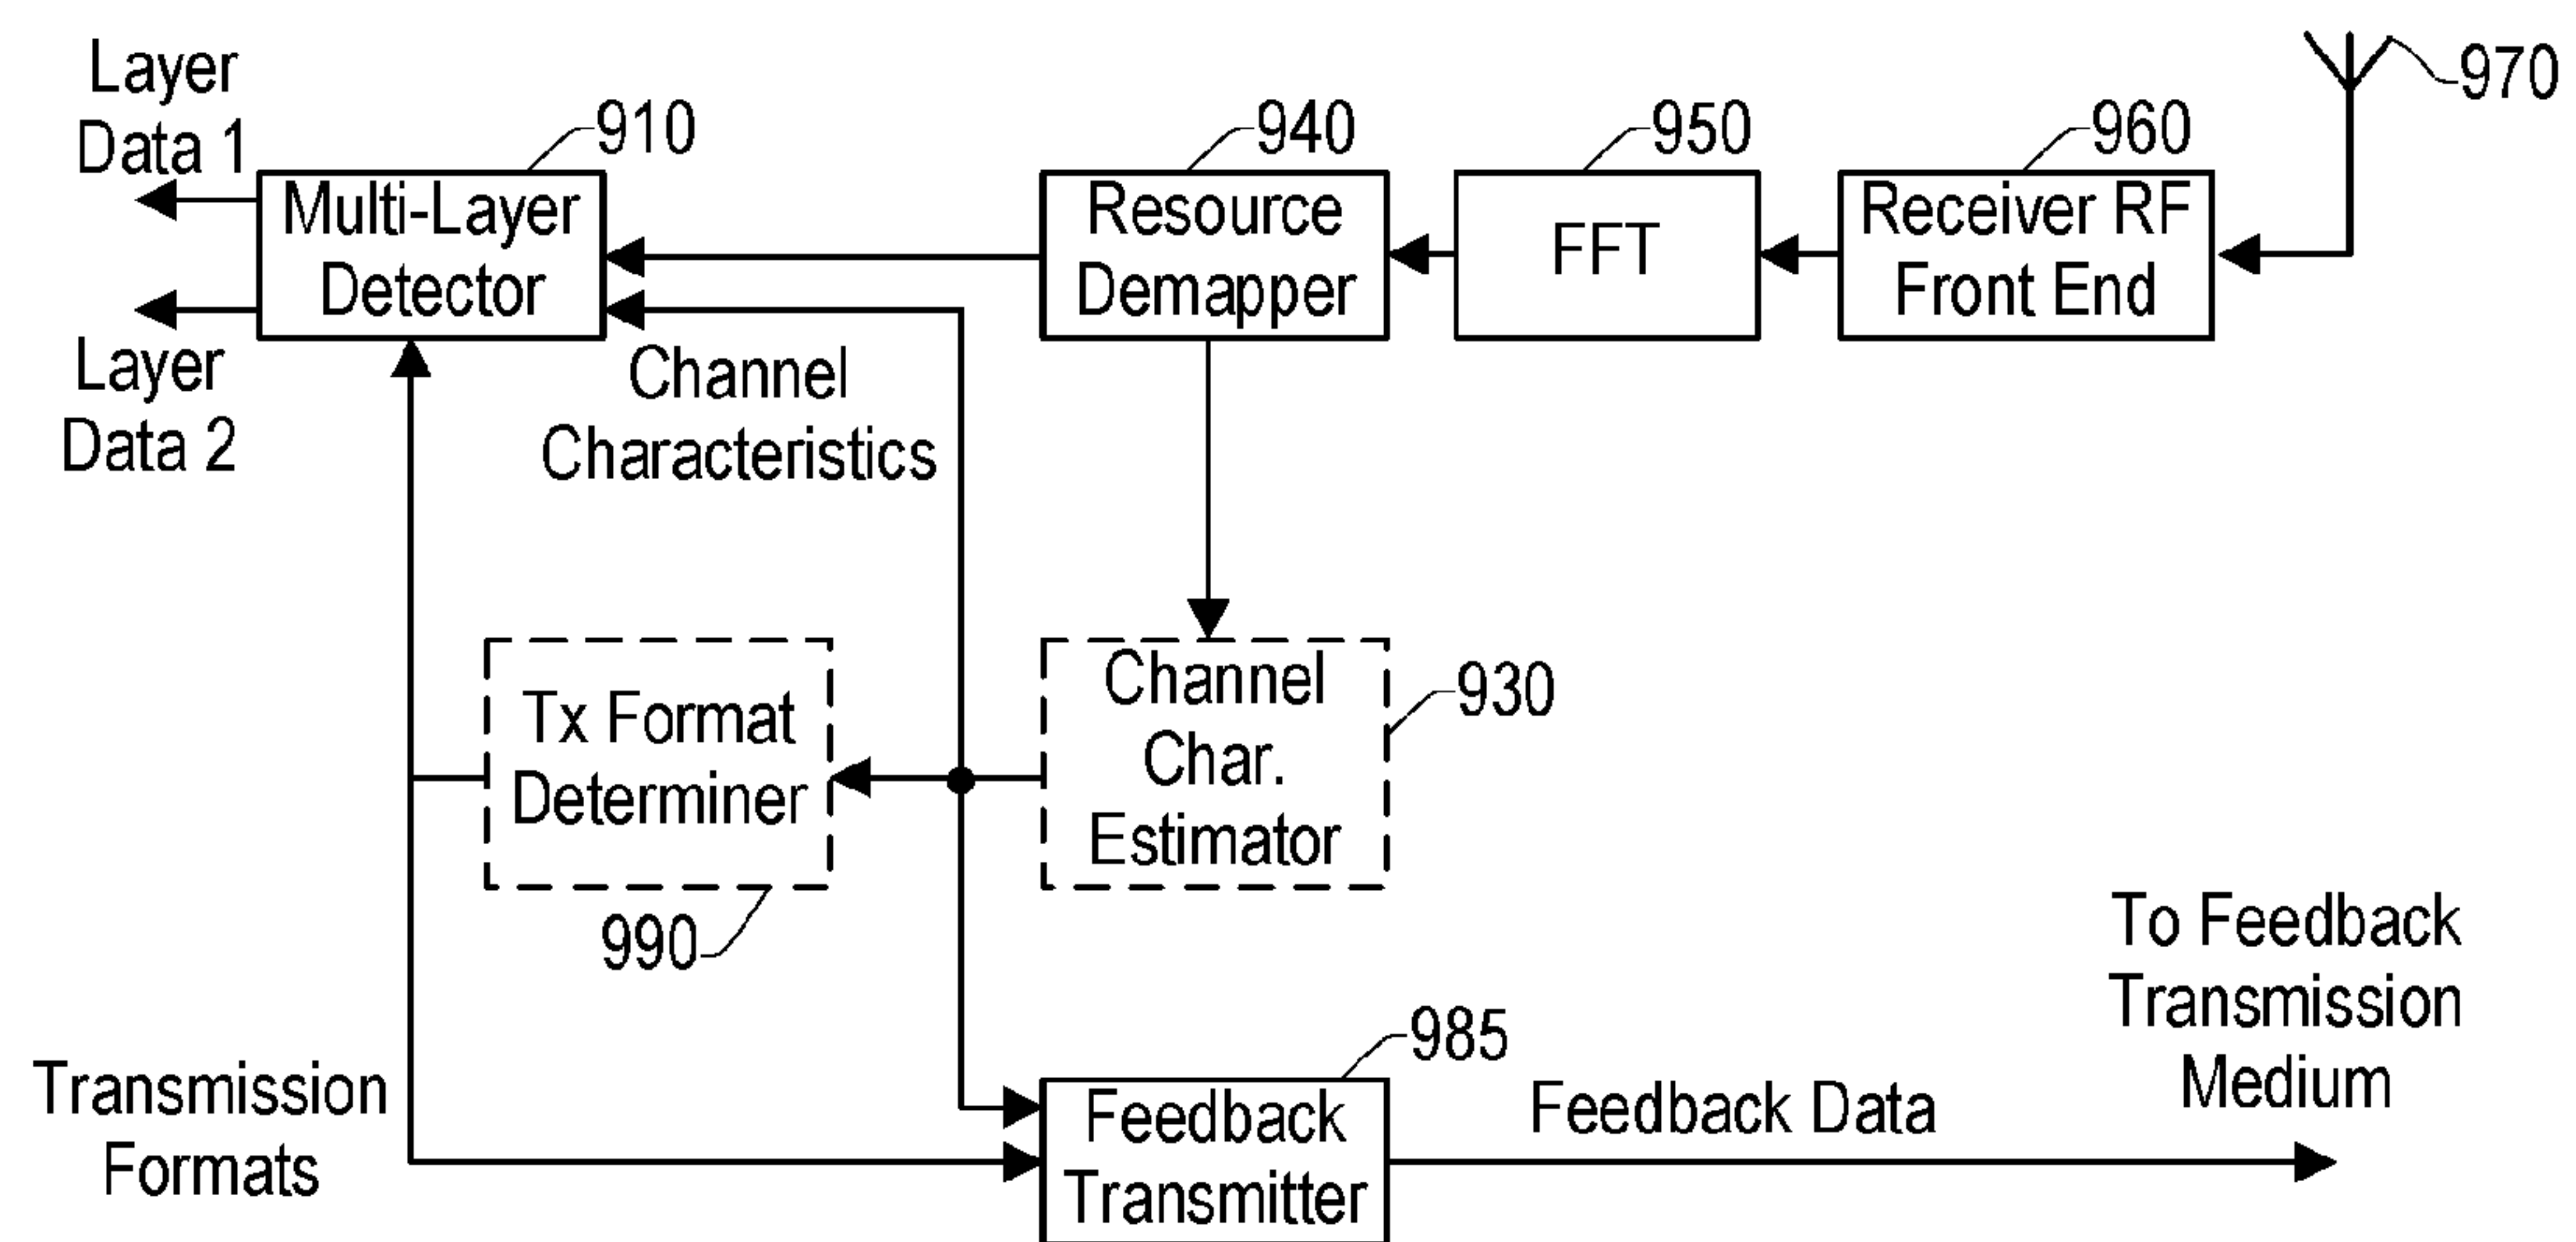 Layer
Data 1
910
940
950
960
970
Multi-Layer
Detector
Resource
Demapper
FFT
Receiver RF
Front End
Layer
Data 2
Channel
Characteristics
Tx Format
Determiner
990
Channel
Char.
Estimator
930
To Feedback
Transmission
Medium
Transmission
Formats
985
Feedback
Transmitter
Feedback Data